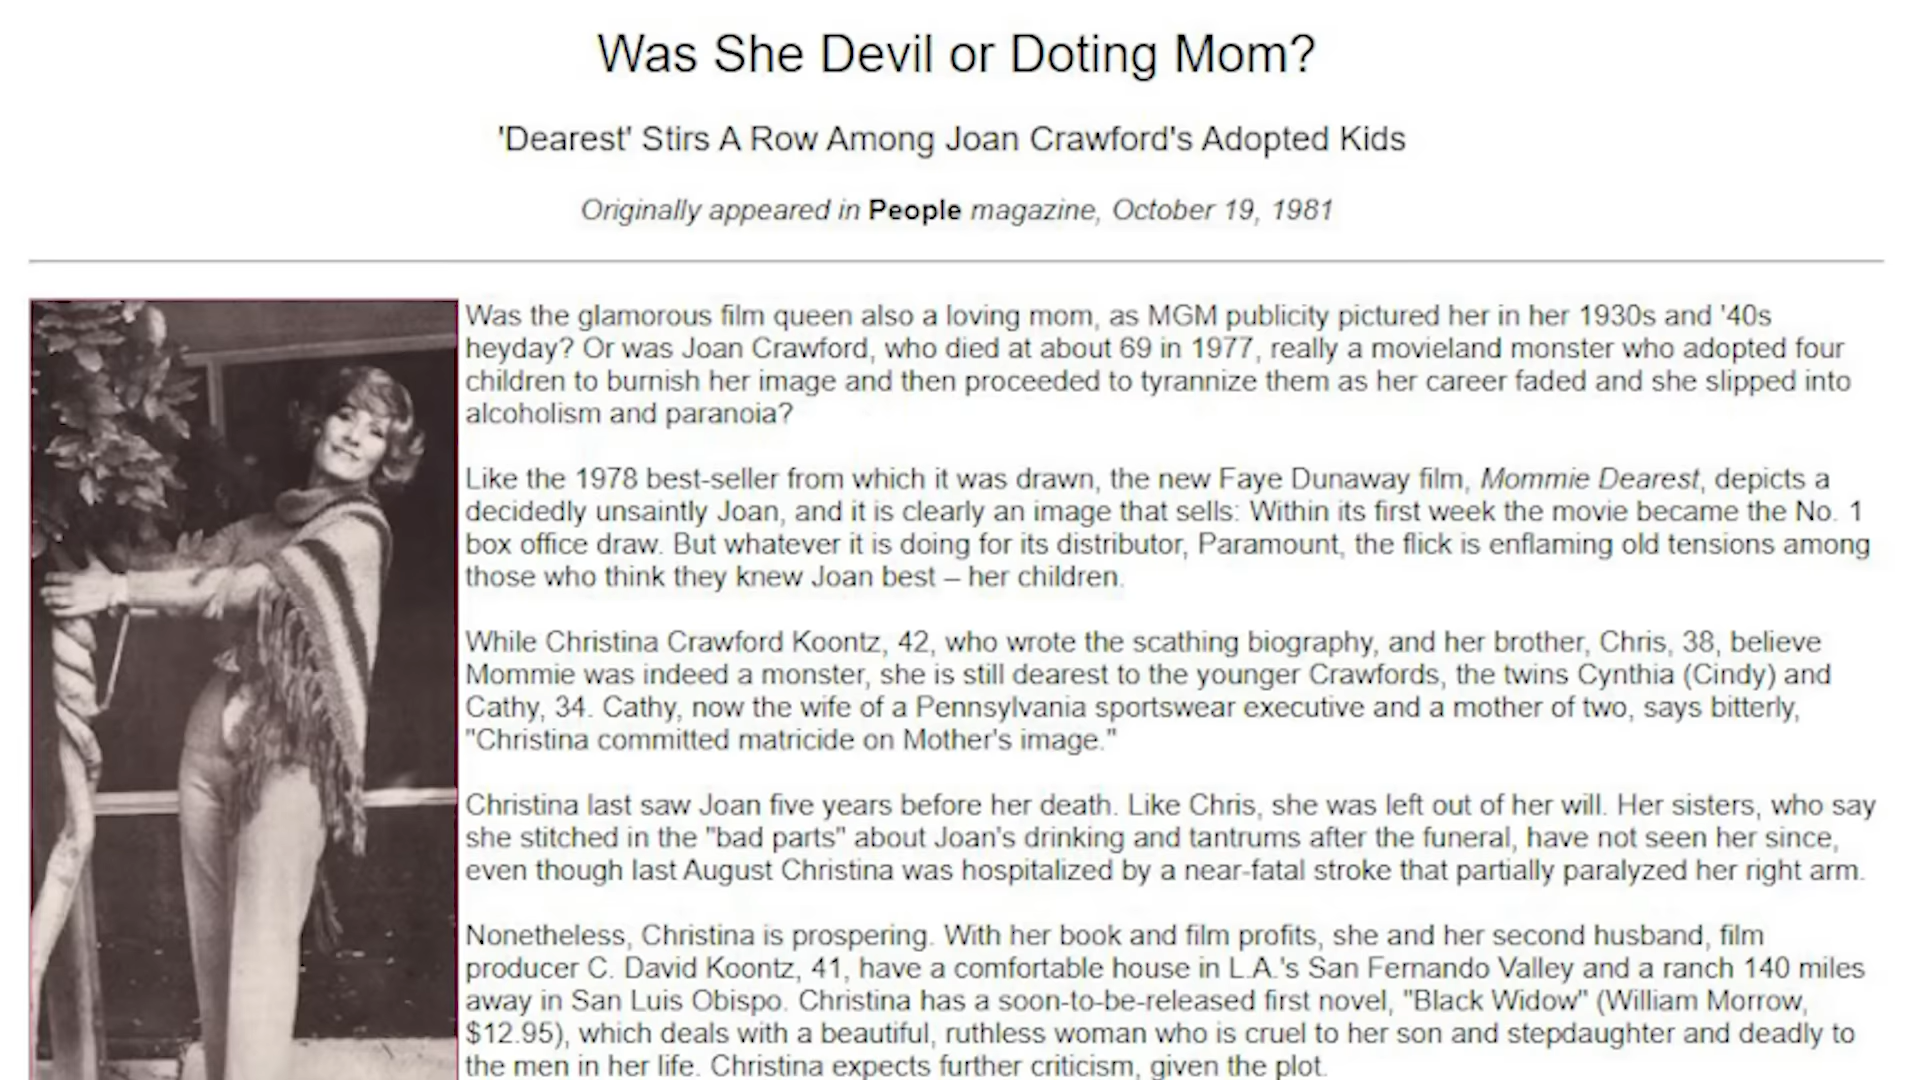 Was She Devil or Doting Mom?
'Dearest' Stirs A Row Among Joan Crawford's Adopted Kids
Originally appeared in People magazine, October 19, 1981
Was the glamorous film queen also a loving mom, as MGM publicity pictured her in her 1930s and '40s
heyday? Or was Joan Crawford, who died at about 69 in 1977, really a movieland monster who adopted four
children to burnish her image and then proceeded to tyrannize them as her career faded and she slipped into
alcoholism and paranoia?
Like the 1978 best-seller from which it was drawn, the new Faye Dunaway film, Mommie Dearest, depicts a
decidedly unsaintly Joan, and it is clearly an image that sells: Within its first week the movie became the No. 1
box office draw. But whatever it is doing for its distributor, Paramount, the flick is enflaming old tensions among
those who think they knew Joan best – her children.
While Christina Crawford Koontz, 42, who wrote the scathing biography, and her brother, Chris, 38, believe
Mommie was indeed a monster, she is still dearest to the younger Crawfords, the twins Cynthia (Cindy) and
Cathy, 34. Cathy, now the wife of a Pennsylvania sportswear executive and a mother of two, says bitterly,
"Christina committed matricide on Mother's image."
Christina last saw Joan five years before her death. Like Chris, she was left out of her will. Her sisters, who say
she stitched in the "bad parts" about Joan's drinking and tantrums after the funeral, have not seen her since,
even though last August Christina was hospitalized by a near-fatal stroke that partially paralyzed her right arm.
Nonetheless, Christina is prospering. With her book and film profits, she and her second husband, film
producer C. David Koontz, 41, have a comfortable house in L.A.'s San Fernando Valley and a ranch 140 miles
away in San Luis Obispo. Christina has a soon-to-be-released first novel, "Black Widow" (William Morrow,
$12.95), which deals with a beautiful, ruthless woman who is cruel to her son and stepdaughter and deadly to
the men in her life. Christina expects further criticism, given the plot.